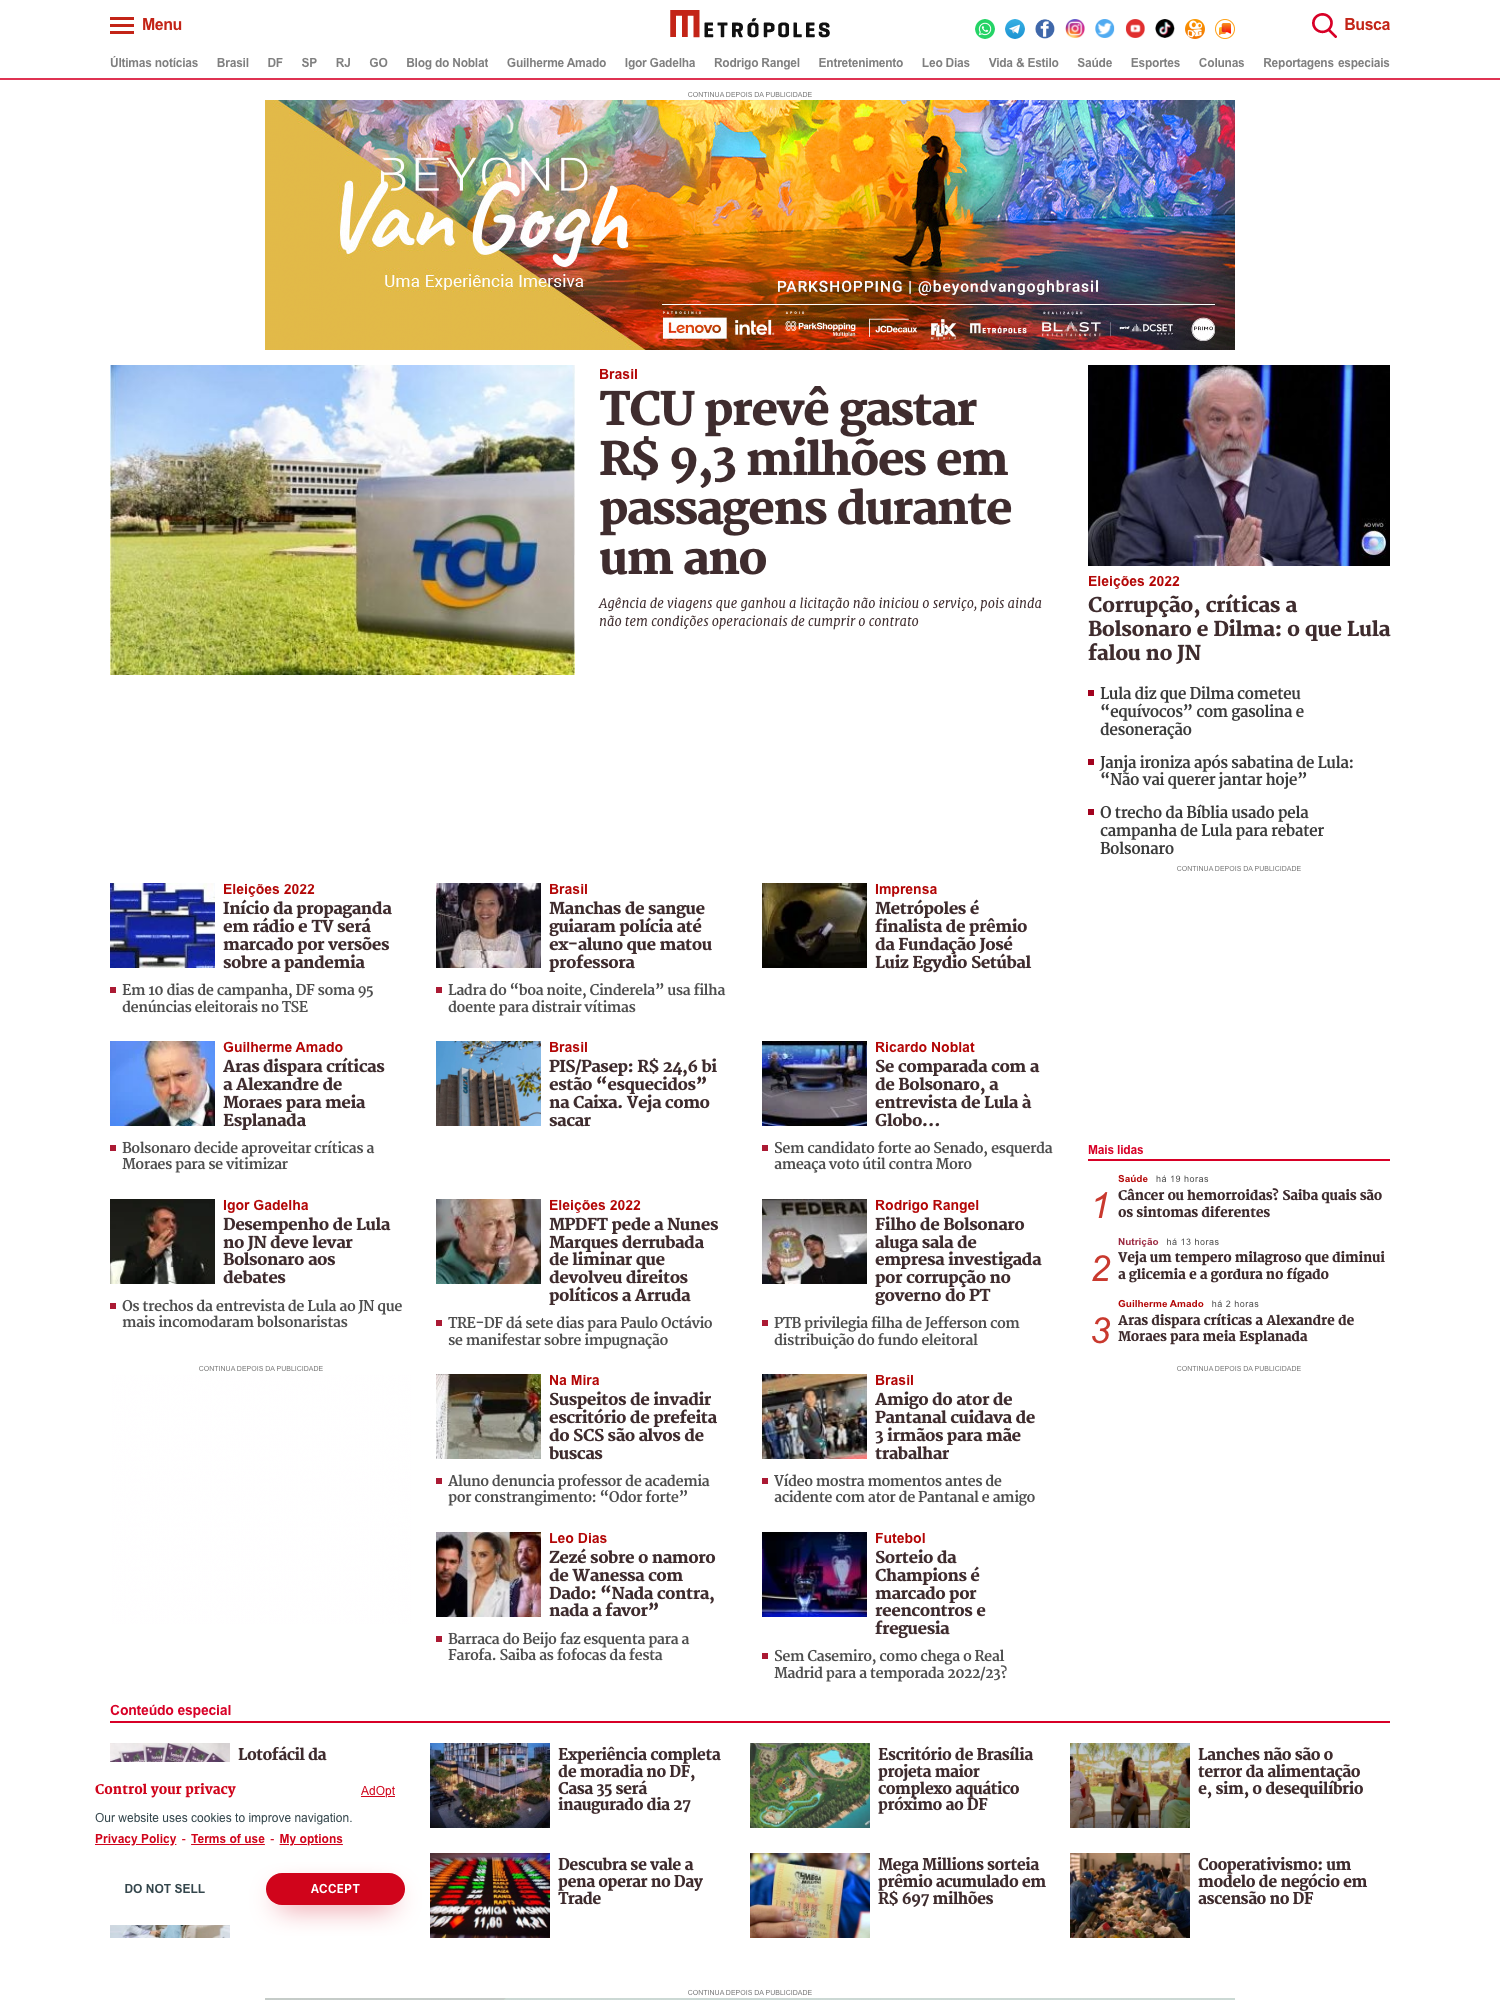 Menu
METRÓPOLES
Busca
Últimas notícias Brasil DF SP RJ GO Blog do Noblat Guilherme Amado Igor Gadelha Rodrigo Rangel Entretenimento Leo Dias Vida & Estilo Saúde Esportes Colunas Reportagens especiais
CONTINUA DEPOIS DA PUBLICIDADE
BEYOND
Van Gogh
Uma Experiência Imersiva
PARKSHOPPING | @beyondvangoghbrasil
PATROCÍNIO
APOIO
REALIZAÇÃO
Lenovo intel. ParkShopping JCDecaux FLIX METRÓPOLES BLAST DCSET PRIMO
TCU
Brasil
TCU prevê gastar
R$ 9,3 milhões em
passagens durante
um ano
Agência de viagens que ganhou a licitação não iniciou o serviço, pois ainda
não tem condições operacionais de cumprir o contrato
AO VIVO
Eleições 2022
Corrupção, críticas a
Bolsonaro e Dilma: o que Lula
falou no JN
Lula diz que Dilma cometeu
“equívocos” com gasolina e
desoneração
Janja ironiza após sabatina de Lula:
“Não vai querer jantar hoje”
O trecho da Bíblia usado pela
campanha de Lula para rebater
Bolsonaro
CONTINUA DEPOIS DA PUBLICIDADE
Eleições 2022
Início da propaganda
em rádio e TV será
marcado por versões
sobre a pandemia
Em 10 dias de campanha, DF soma 95
denúncias eleitorais no TSE
Brasil
Manchas de sangue
guiaram polícia até
ex-aluno que matou
professora
Ladra do “boa noite, Cinderela” usa filha
doente para distrair vítimas
Imprensa
Metrópoles é
finalista de prêmio
da Fundação José
Luiz Egydio Setúbal
Guilherme Amado
Aras dispara críticas
a Alexandre de
Moraes para meia
Esplanada
Bolsonaro decide aproveitar críticas a
Moraes para se vitimizar
Brasil
PIS/Pasep: R$ 24,6 bi
estão “esquecidos”
na Caixa. Veja como
sacar
Ricardo Noblat
Se comparada com a
de Bolsonaro, a
entrevista de Lula à
Globo…
Sem candidato forte ao Senado, esquerda
ameaça voto útil contra Moro
Mais lidas
1
Saúde há 19 horas
Câncer ou hemorroidas? Saiba quais são
os sintomas diferentes
2
Nutrição há 13 horas
Veja um tempero milagroso que diminui
a glicemia e a gordura no fígado
3
Guilherme Amado há 2 horas
Aras dispara críticas a Alexandre de
Moraes para meia Esplanada
CONTINUA DEPOIS DA PUBLICIDADE
Igor Gadelha
Desempenho de Lula
no JN deve levar
Bolsonaro aos
debates
Os trechos da entrevista de Lula ao JN que
mais incomodaram bolsonaristas
CONTINUA DEPOIS DA PUBLICIDADE
Eleições 2022
MPDFT pede a Nunes
Marques derrubada
de liminar que
devolveu direitos
políticos a Arruda
TRE-DF dá sete dias para Paulo Octávio
se manifestar sobre impugnação
FEDERAL
Rodrigo Rangel
Filho de Bolsonaro
aluga sala de
empresa investigada
por corrupção no
governo do PT
PTB privilegia filha de Jefferson com
distribuição do fundo eleitoral
Na Mira
Suspeitos de invadir
escritório de prefeita
do SCS são alvos de
buscas
Aluno denuncia professor de academia
por constrangimento: “Odor forte”
Brasil
Amigo do ator de
Pantanal cuidava de
3 irmãos para mãe
trabalhar
Vídeo mostra momentos antes de
acidente com ator de Pantanal e amigo
Leo Dias
Zezé sobre o namoro
de Wanessa com
Dado: “Nada contra,
nada a favor”
Barraca do Beijo faz esquenta para a
Farofa. Saiba as fofocas da festa
Futebol
Sorteio da
Champions é
marcado por
reencontros e
freguesia
Sem Casemiro, como chega o Real
Madrid para a temporada 2022/23?
Conteúdo especial
Lotofácil da
Experiência completa
de moradia no DF,
Casa 35 será
inaugurado dia 27
Escritório de Brasília
projeta maior
complexo aquático
próximo ao DF
Lanches não são o
terror da alimentação
e, sim, o desequilíbrio
Control your privacy
AdOpt
Our website uses cookies to improve navigation.
Privacy Policy - Terms of use - My options
DO NOT SELL
ACCEPT
Descubra se vale a
pena operar no Day
Trade
Mega Millions sorteia
prêmio acumulado em
R$ 697 milhões
Cooperativismo: um
modelo de negócio em
ascensão no DF
CONTINUA DEPOIS DA PUBLICIDADE